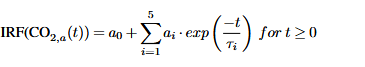 IRF(CO₂,ₐ(t)) = a₀ + ∑_{i=1}^{5} aᵢ · exp(−t/τᵢ) for t ≥ 0